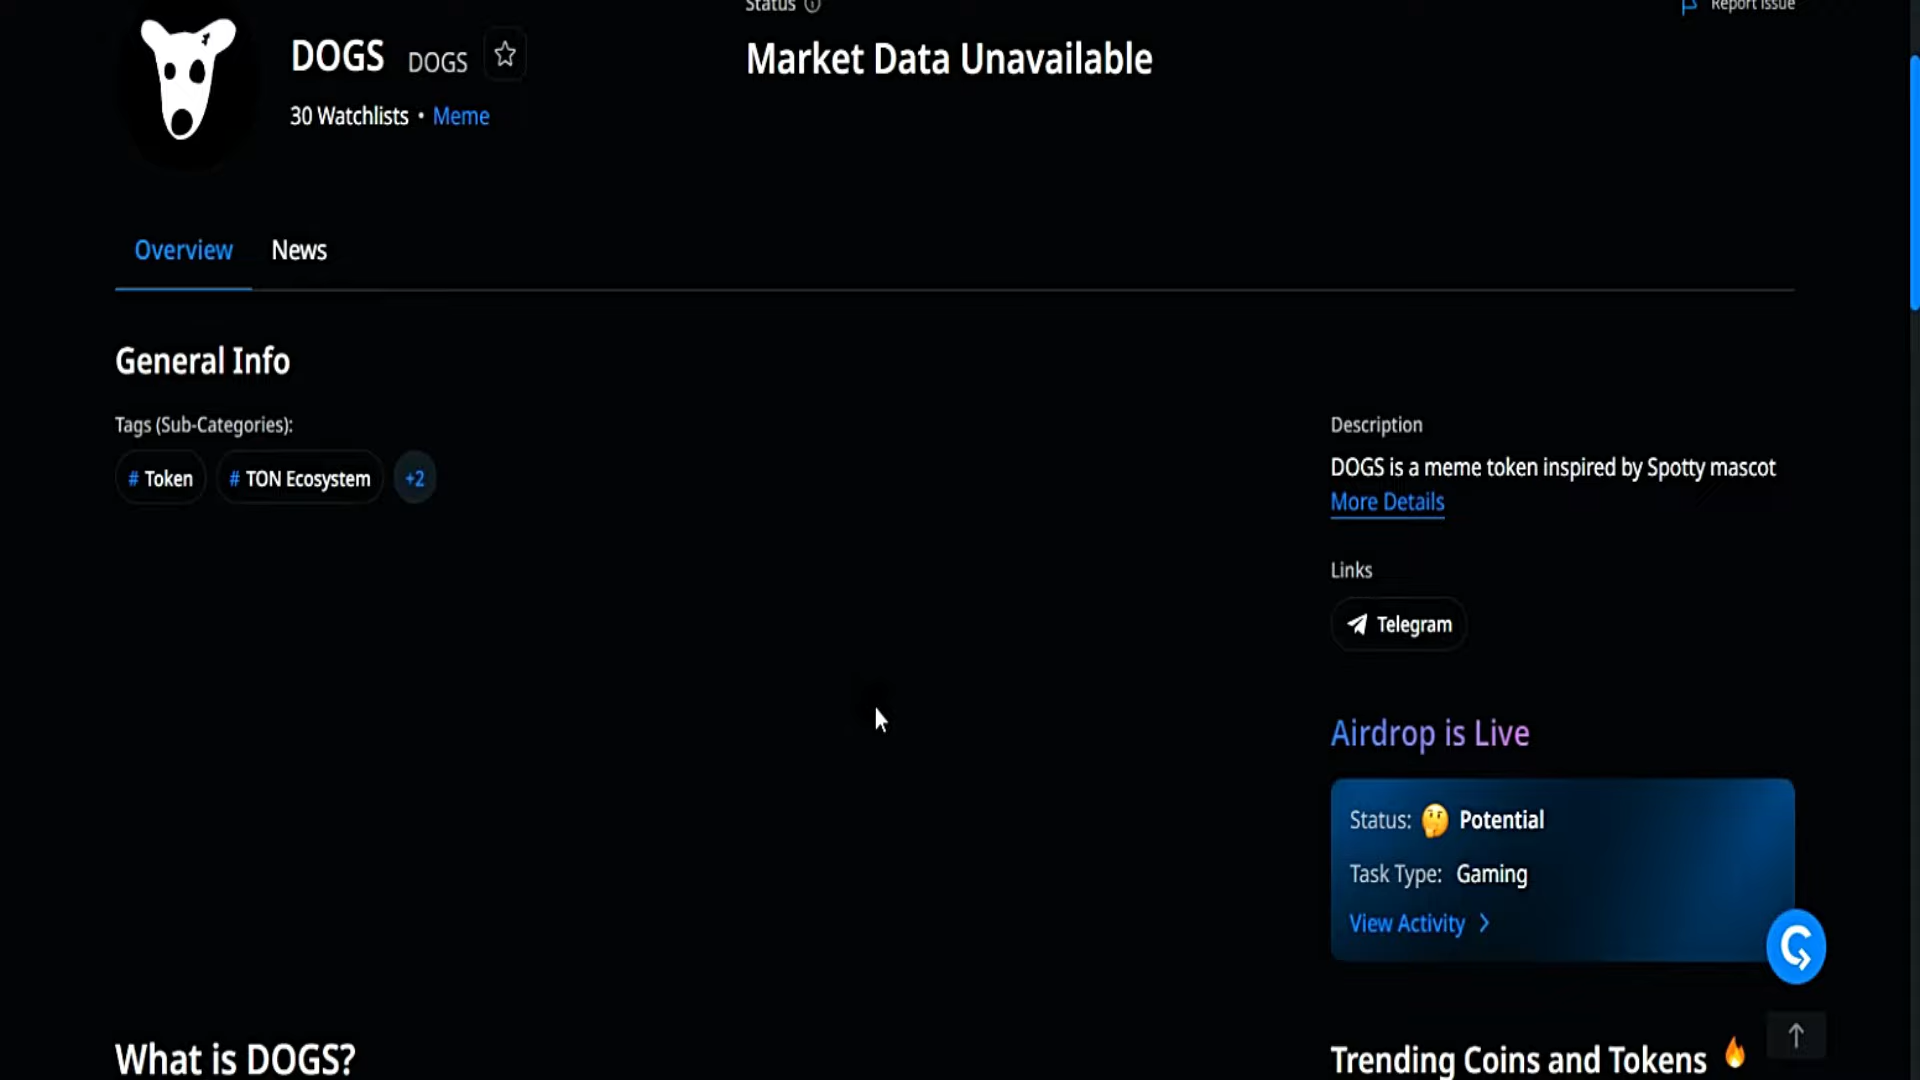 Status
Report Issue
DOGS DOGS
Market Data Unavailable
30 Watchlists • Meme
Overview News
General Info
Tags (Sub-Categories):
# Token # TON Ecosystem +2
Description
DOGS is a meme token inspired by Spotty mascot
More Details
Links
Telegram
Airdrop is Live
Status: 🤔 Potential
Task Type: Gaming
View Activity >
What is DOGS?
Trending Coins and Tokens 🔥